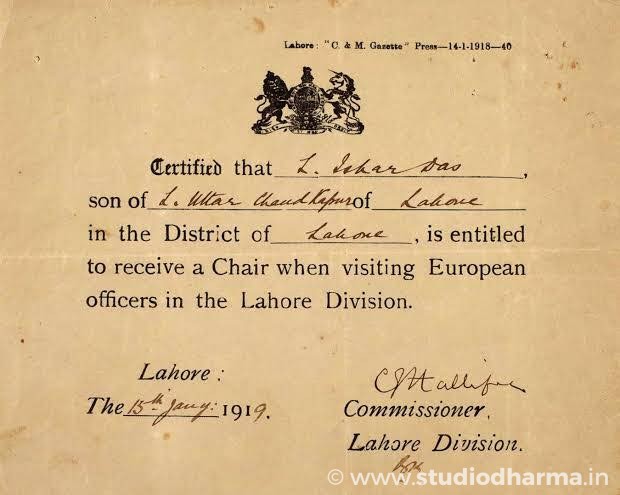 Lahore: "C. & M. Gazette" Press—14-1-1918—40
Certified that L. Ishar Das,
son of L. Uttar Chand Kapur of Lahore
in the District of Lahore, is entitled
to receive a Chair when visiting European
officers in the Lahore Division.
Lahore:
The 15th Jany: 1919.
Commissioner,
Lahore Division.
© www.studiodharma.in